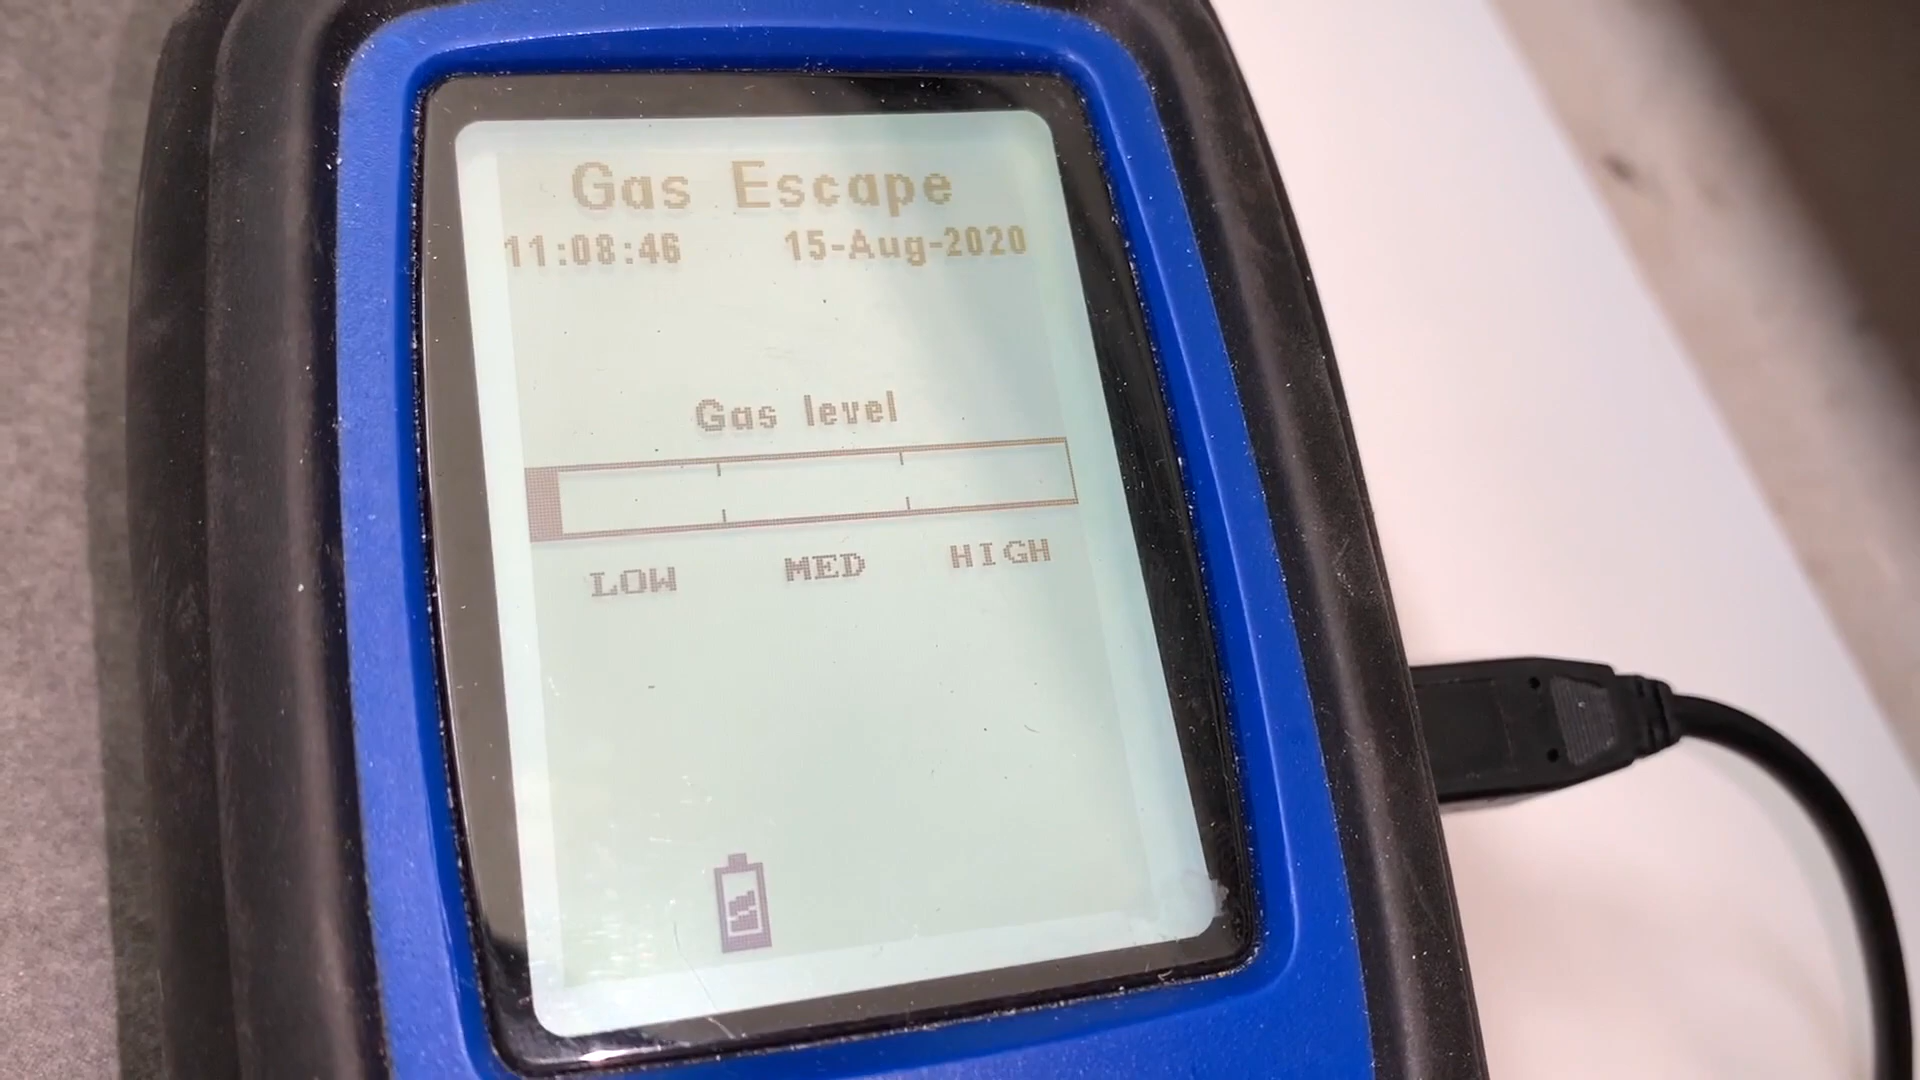 Gas Escape
11:08:46 15-Aug-2020
Gas level
LOW MED HIGH